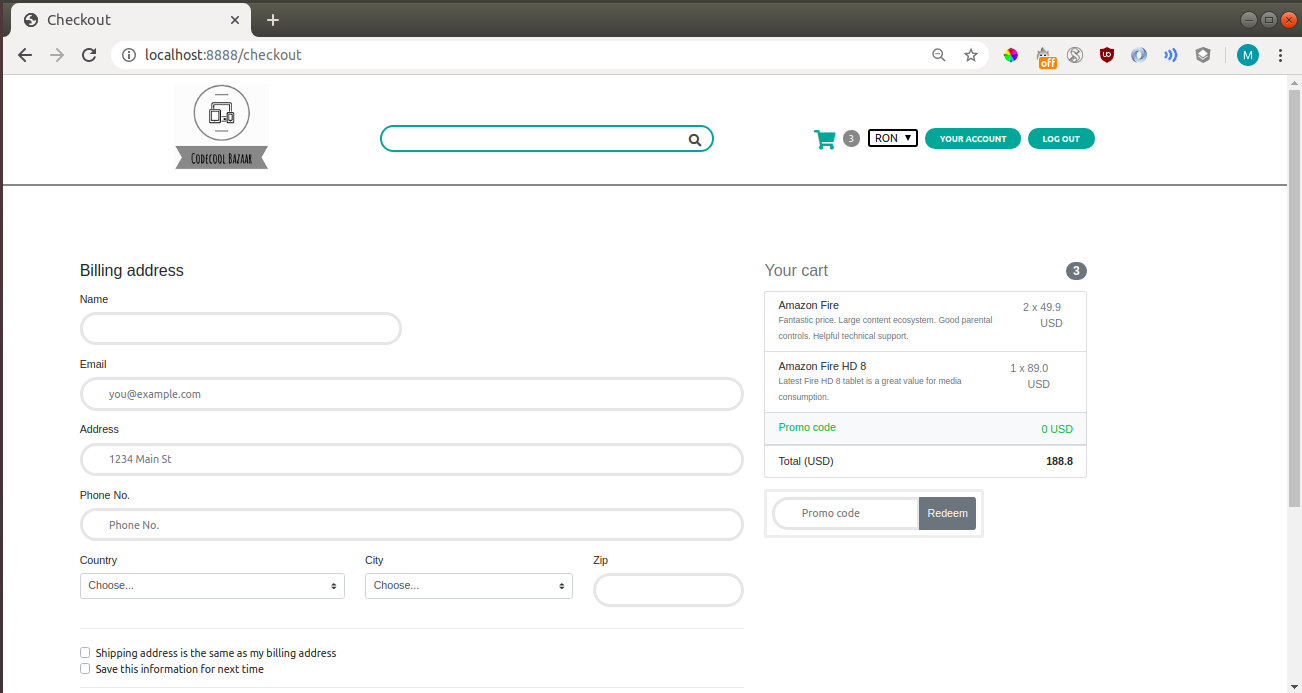 Checkout
localhost:8888/checkout
off
M
CODECOOL BAZAAR
3
RON
YOUR ACCOUNT
LOG OUT
Billing address
Name
Email
you@example.com
Address
1234 Main St
Phone No.
Phone No.
Country
City
Zip
Choose...
Choose...
Shipping address is the same as my billing address
Save this information for next time
Your cart
3
Amazon Fire
2 x 49.9
Fantastic price. Large content ecosystem. Good parental
USD
controls. Helpful technical support.
Amazon Fire HD 8
1 x 89.0
Latest Fire HD 8 tablet is a great value for media
USD
consumption.
Promo code
0 USD
Total (USD)
188.8
Promo code
Redeem